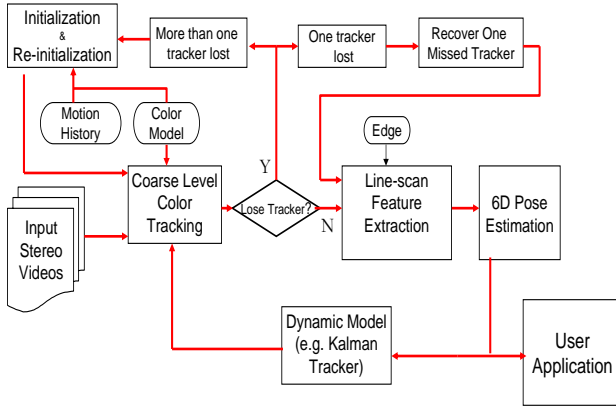 Initialization
&
Re-initialization
More than one
tracker lost
One tracker
lost
Recover One
Missed Tracker
Motion
History
Color
Model
Edge
Y
Coarse Level
Color
Tracking
Lose Tracker?
N
Line-scan
Feature
Extraction
6D Pose
Estimation
Input
Stereo
Videos
Dynamic Model
(e.g. Kalman
Tracker)
User
Application